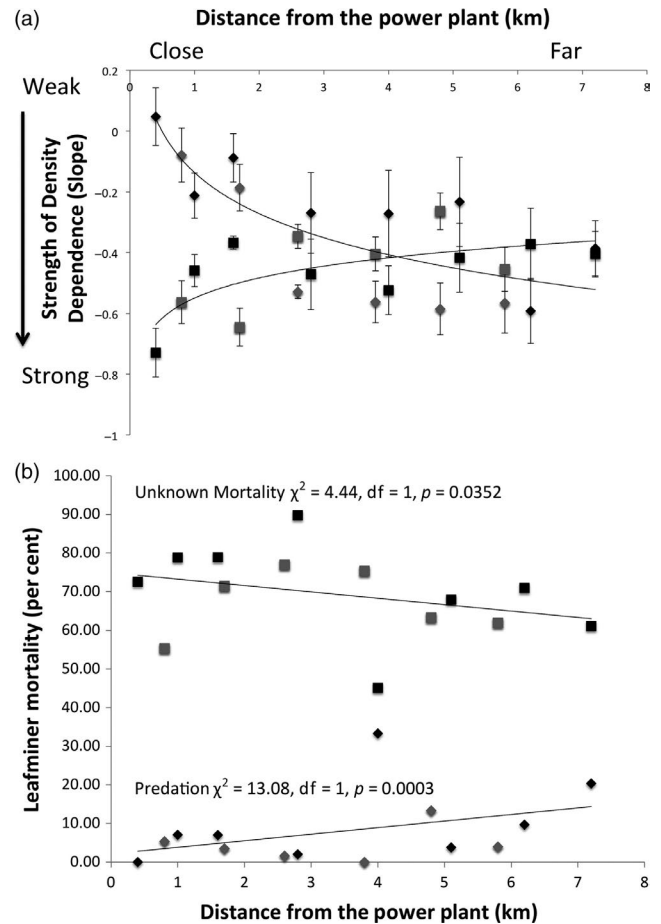 (a)
Distance from the power plant (km)
Close
Far
Weak
Strength of Density
Dependence (Slope)
Strong
0 1 2 3 4 5 6 7 8
0.2
0
−0.2
−0.4
−0.6
−0.8
−1
(b)
Leafminer mortality (per cent)
100.00
90.00
80.00
70.00
60.00
50.00
40.00
30.00
20.00
10.00
0.00
Unknown Mortality χ² = 4.44, df = 1, p = 0.0352
Predation χ² = 13.08, df = 1, p = 0.0003
0 1 2 3 4 5 6 7 8
Distance from the power plant (km)